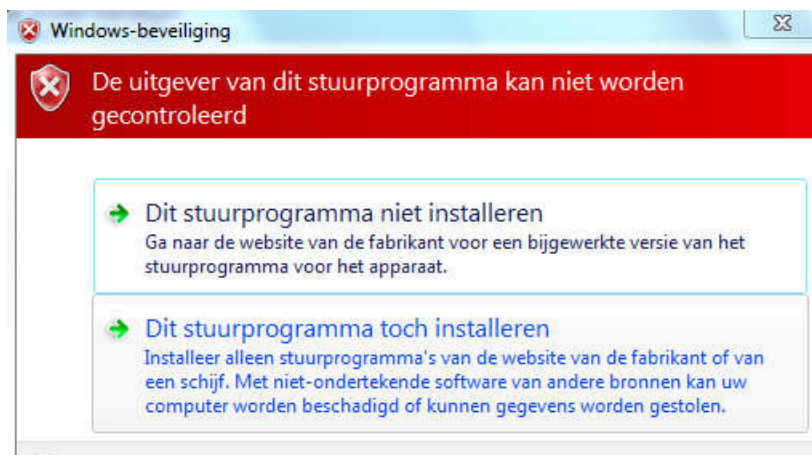 Windows-beveiliging
De uitgever van dit stuurprogramma kan niet worden
gecontroleerd
Dit stuurprogramma niet installeren
Ga naar de website van de fabrikant voor een bijgewerkte versie van het
stuurprogramma voor het apparaat.
Dit stuurprogramma toch installeren
Installeer alleen stuurprogramma's van de website van de fabrikant of van
een schijf. Met niet-ondertekende software van andere bronnen kan uw
computer worden beschadigd of kunnen gegevens worden gestolen.